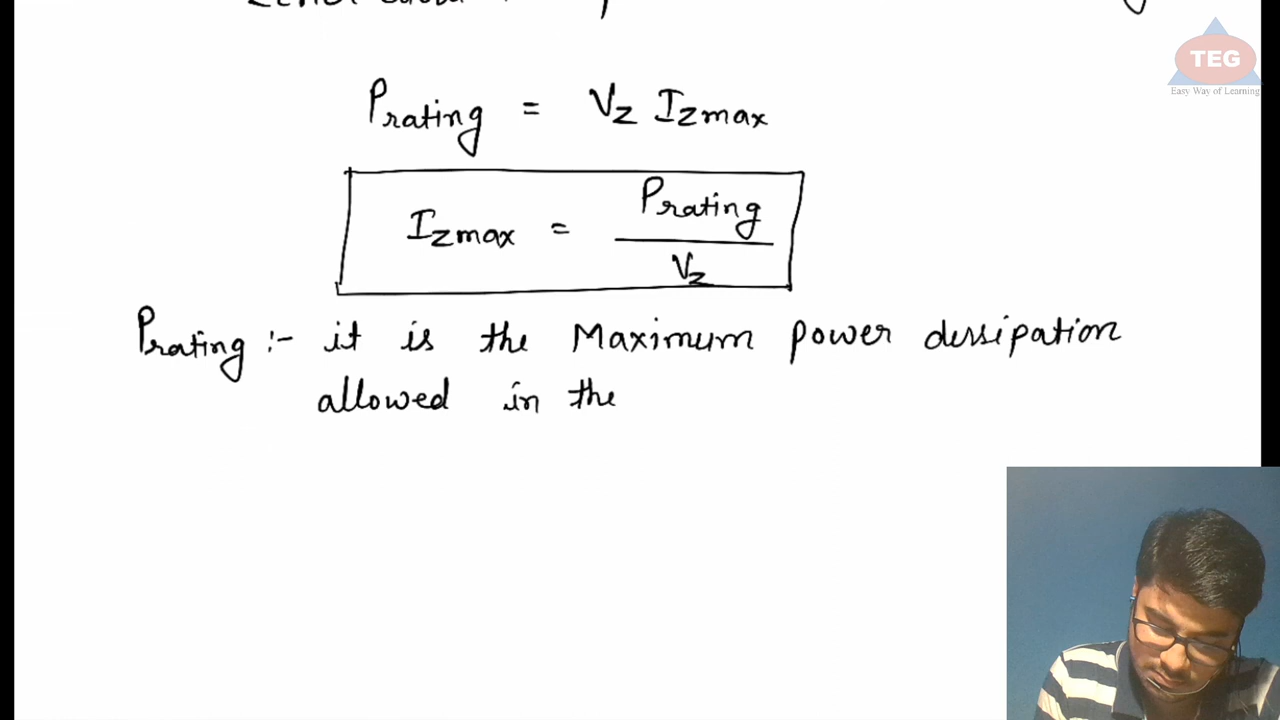 TEG
Easy Way of Learning
Prating = Vz Izmax
Izmax = Prating
Vz
Prating :- it is the Maximum power dessipation
allowed in the